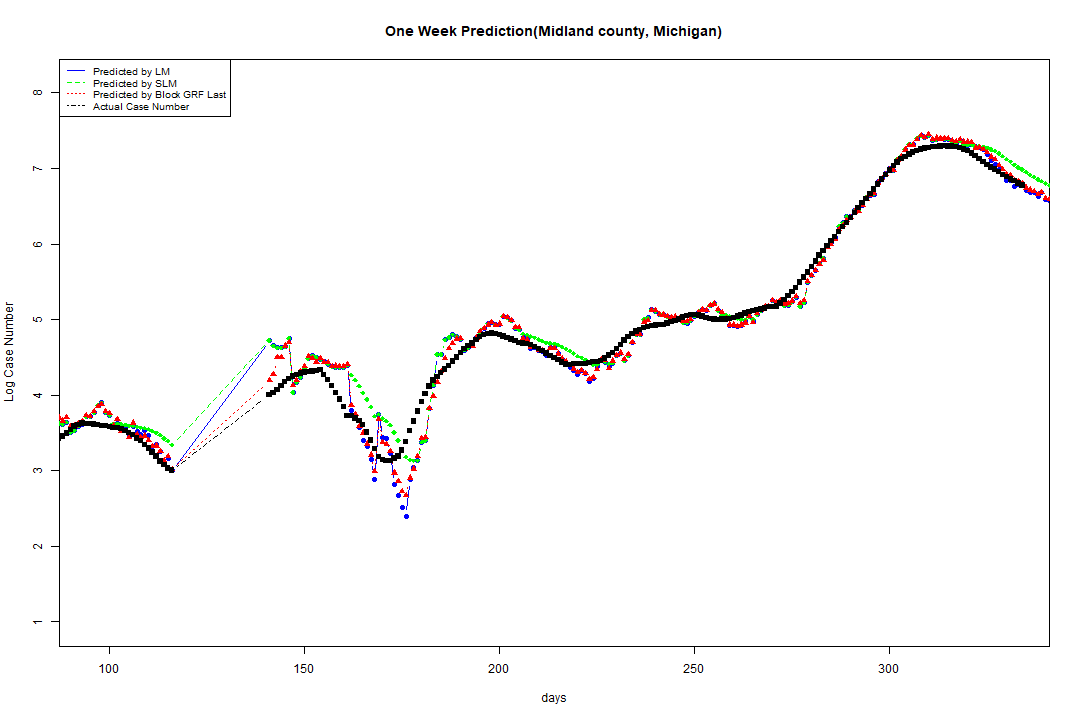 One Week Prediction(Midland county, Michigan)
Predicted by LM
Predicted by SLM
Predicted by Block GRF Last
Actual Case Number
8
7
6
5
4
3
2
1
Log Case Number
100 150 200 250 300
days